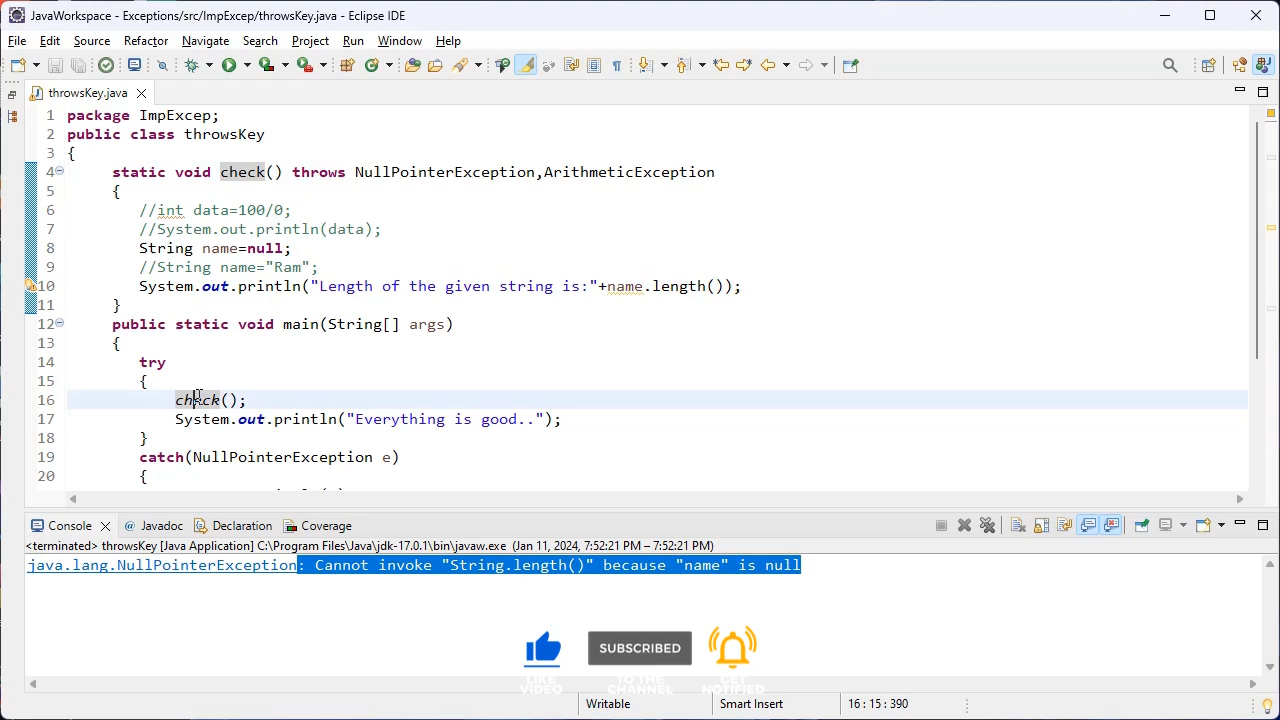 JavaWorkspace - Exceptions/src/ImpExcep/throwsKey.java - Eclipse IDE
File Edit Source Refactor Navigate Search Project Run Window Help
throwsKey.java
1 package ImpExcep;
2 public class throwsKey
3 {
4 static void check() throws NullPointerException,ArithmeticException
5 {
6 //int data=100/0;
7 //System.out.println(data);
8 String name=null;
9 //String name="Ram";
10 System.out.println("Length of the given string is:"+name.length());
11 }
12 public static void main(String[] args)
13 {
14 try
15 {
16 check();
17 System.out.println("Everything is good..");
18 }
19 catch(NullPointerException e)
20 {
Console @ Javadoc Declaration Coverage
<terminated> throwsKey [Java Application] C:\Program Files\Java\jdk-17.0.1\bin\javaw.exe (Jan 11, 2024, 7:52:21 PM – 7:52:21 PM)
java.lang.NullPointerException: Cannot invoke "String.length()" because "name" is null
SUBSCRIBED
LIKE VIDEO
TO THE CHANNEL
GET NOTIFIED
Writable Smart Insert 16 : 15 : 390